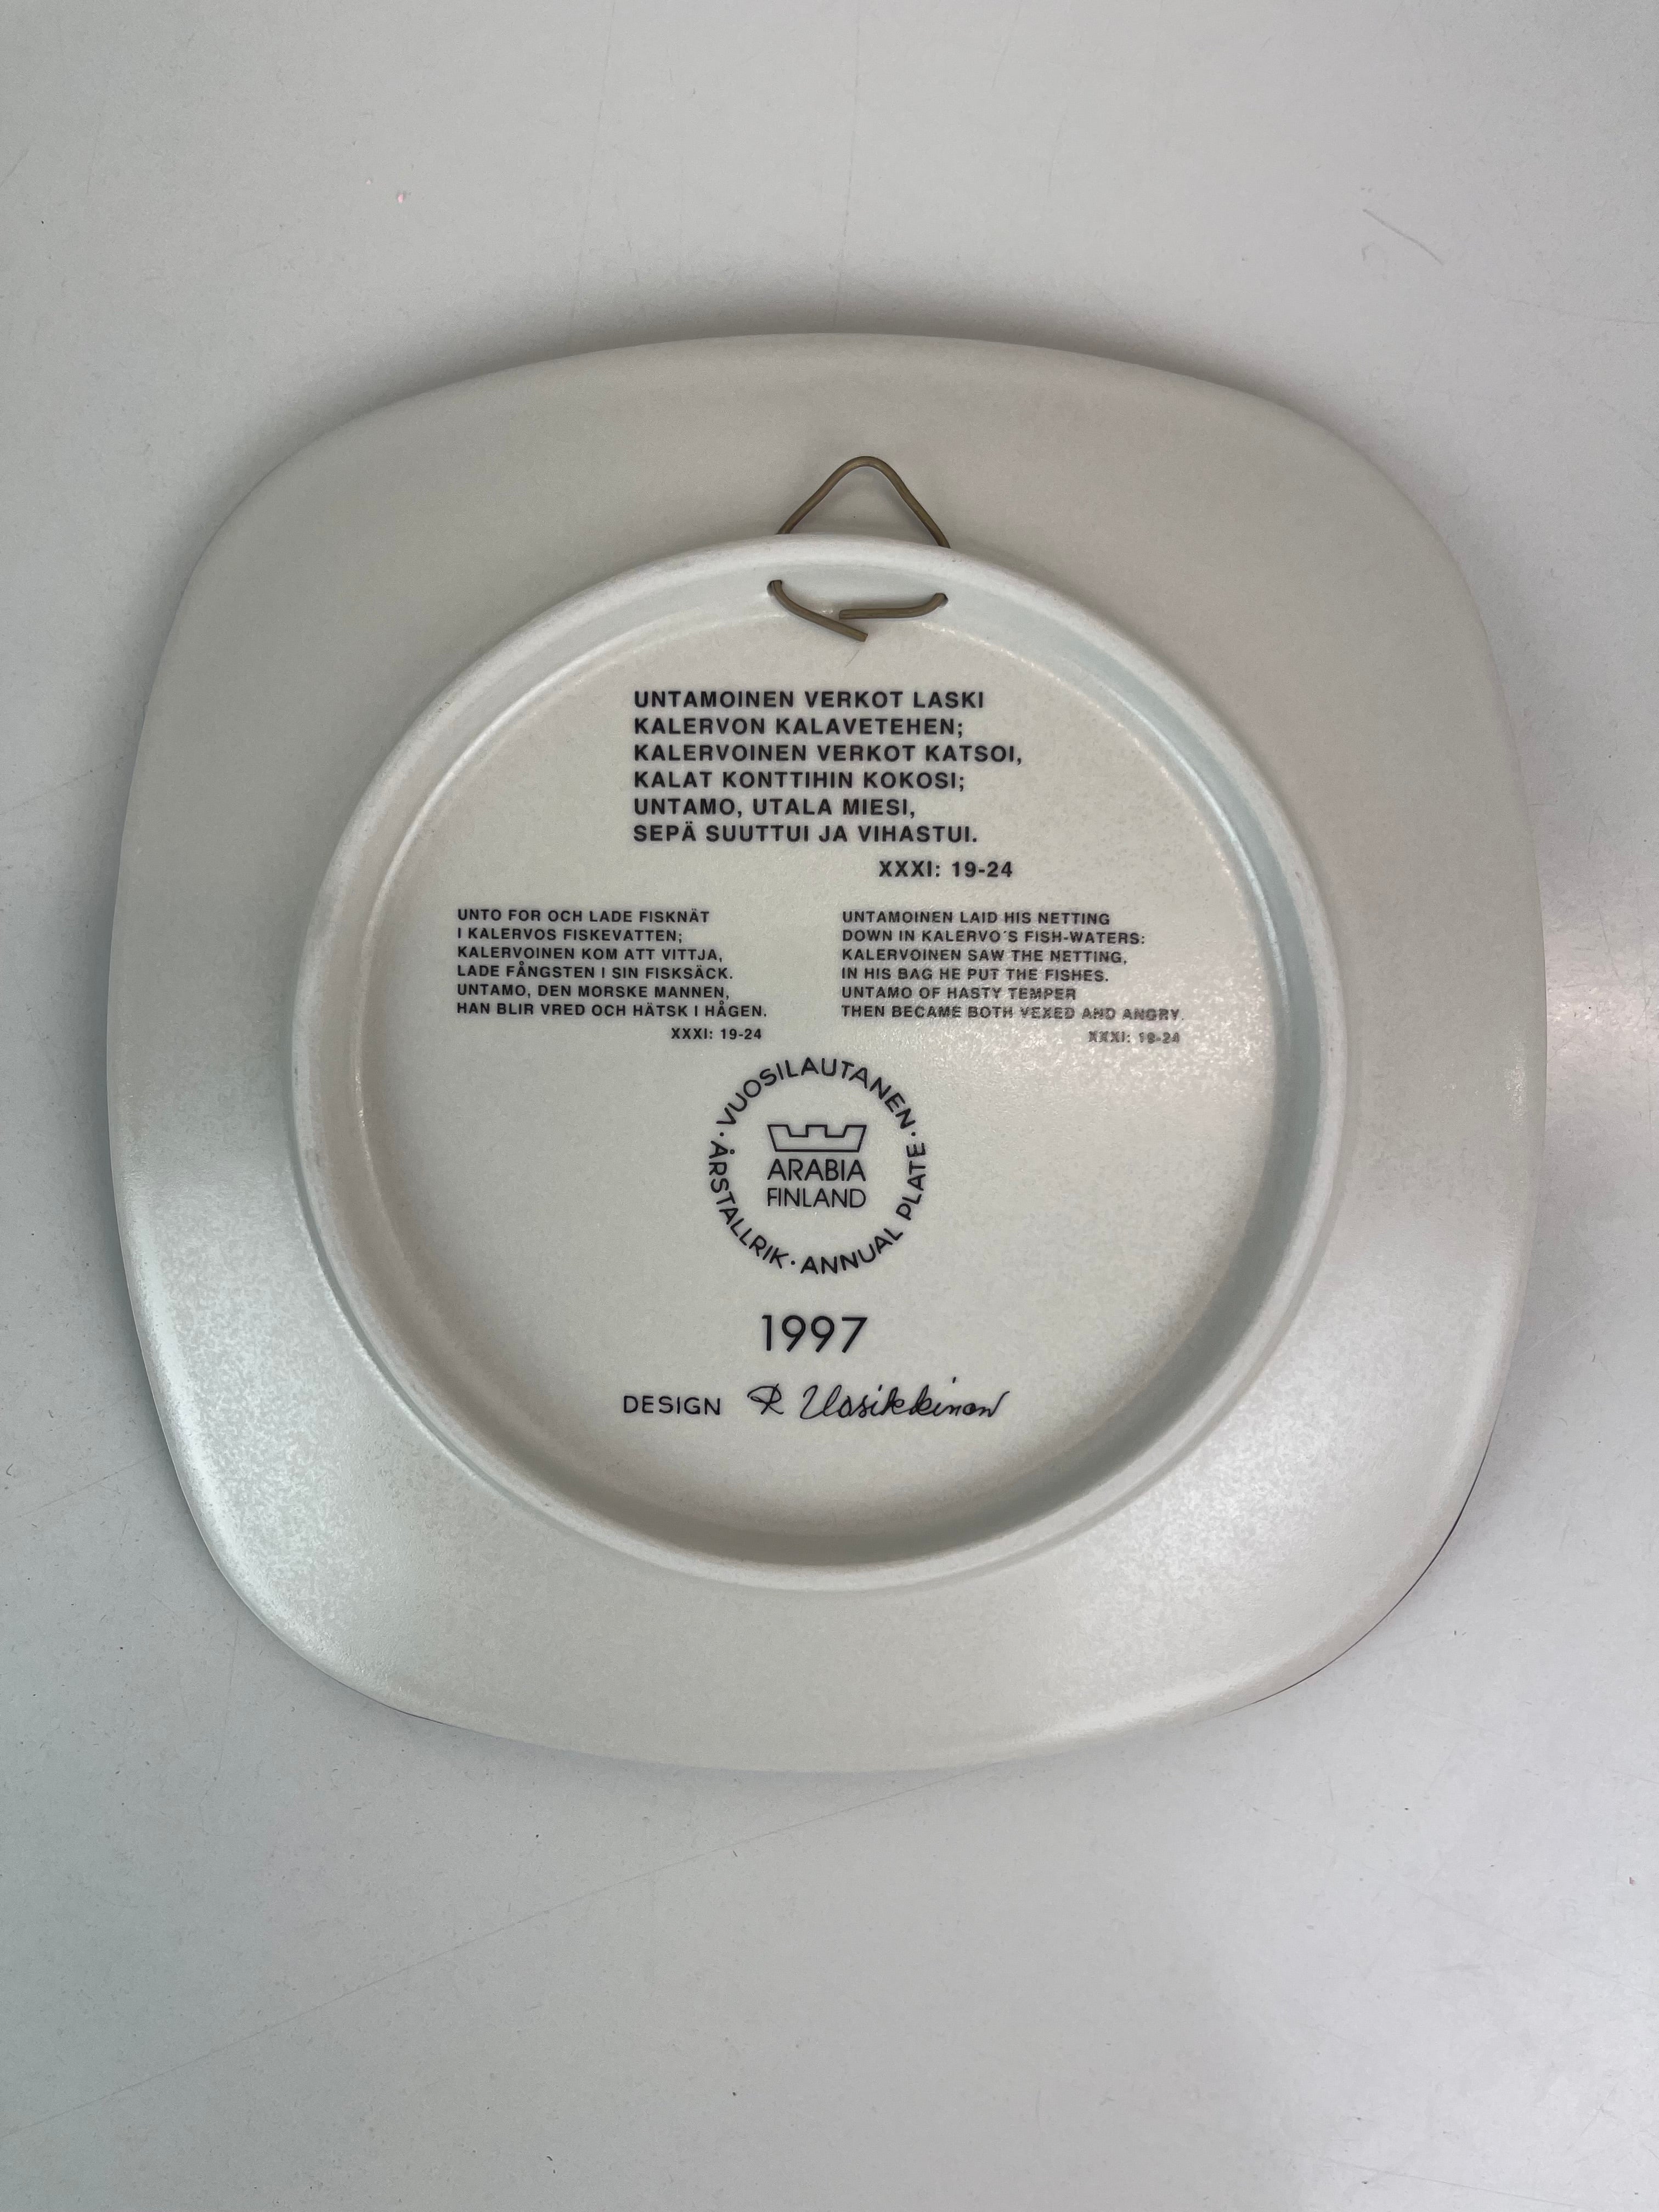 UNTAMOINEN VERKOT LASKI
KALERVON KALAVETEHEN;
KALERVOINEN VERKOT KATSOI,
KALAT KONTTIHIN KOKOSI;
UNTAMO, UTALA MIESI,
SEPÄ SUUTTUI JA VIHASTUI.
XXXI: 19-24
UNTO FOR OCH LADE FISKNÄT
I KALERVOS FISKEVATTEN;
KALERVOINEN KOM ATT VITTJA,
LADE FÅNGSTEN I SIN FISKSÄCK.
UNTAMO, DEN MORSKE MANNEN,
HAN BLIR VRED OCH HÄTSK I HÅGEN.
XXXI: 19-24
UNTAMOINEN LAID HIS NETTING
DOWN IN KALERVO´S FISH-WATERS:
KALERVOINEN SAW THE NETTING,
IN HIS BAG HE PUT THE FISHES.
UNTAMO OF HASTY TEMPER
THEN BECAME BOTH VEXED AND ANGRY.
XXXI: 19-24
VUOSILAUTANEN · ANNUAL PLATE · ÅRSTALLRIK ·
ARABIA
FINLAND
1997
DESIGN R Uosikkinen